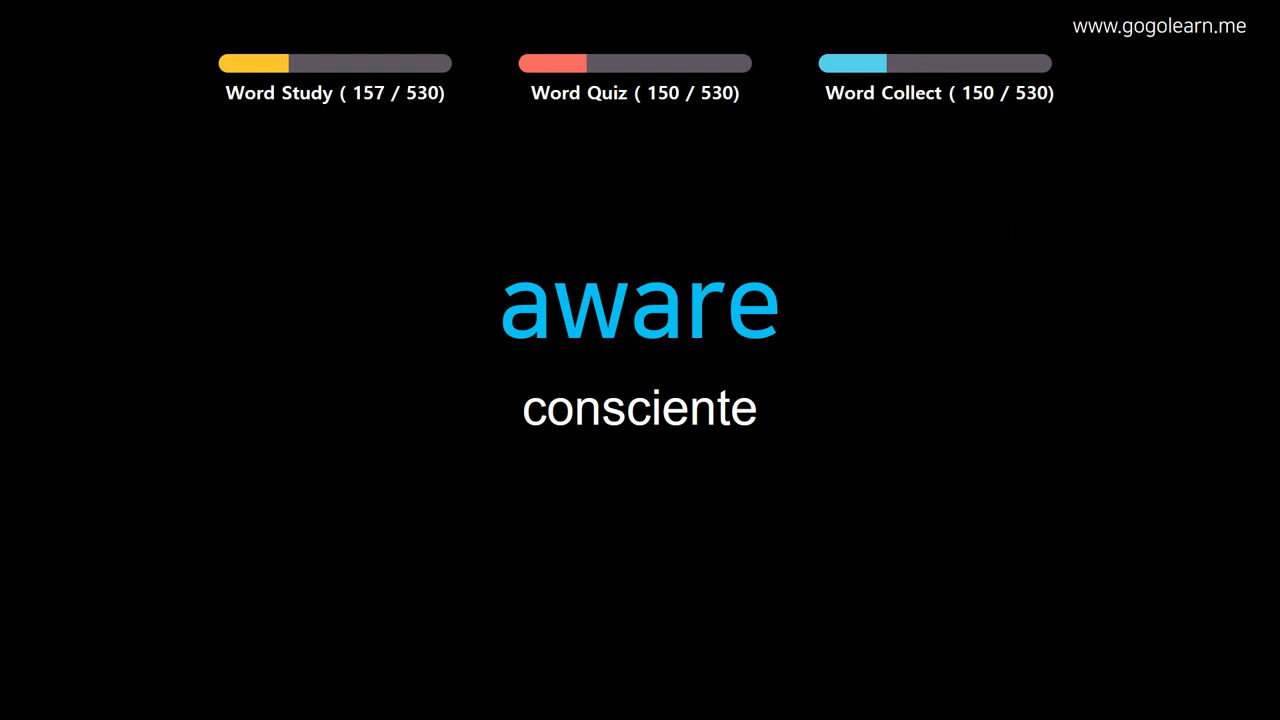 www.gogolearn.me
Word Study ( 157 / 530)
Word Quiz ( 150 / 530)
Word Collect ( 150 / 530)
aware
consciente